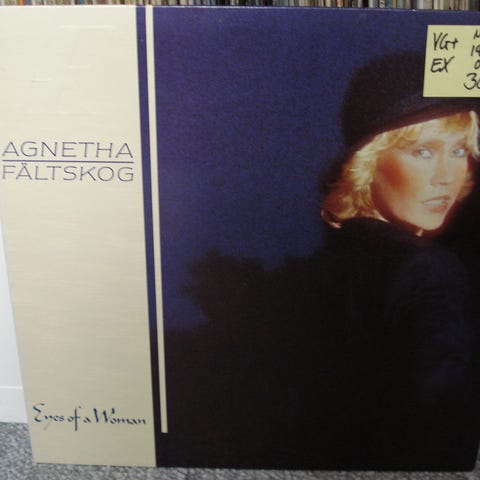 AGNETHA
FÄLTSKOG
Eyes of a Woman
VG+
EX